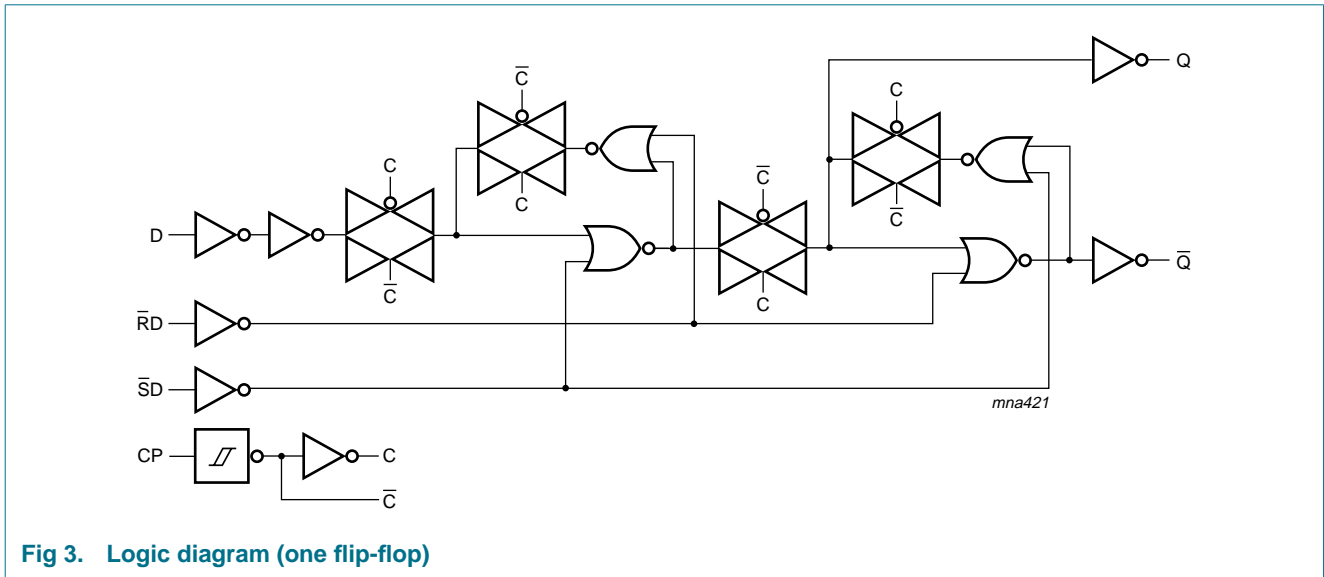 Q
C̅
C
C
C̅
C
C̅
C
D
C̅
C̅
C
Q̅
R̅D
S̅D
mna421
CP
C
C̅
Fig 3. Logic diagram (one flip-flop)